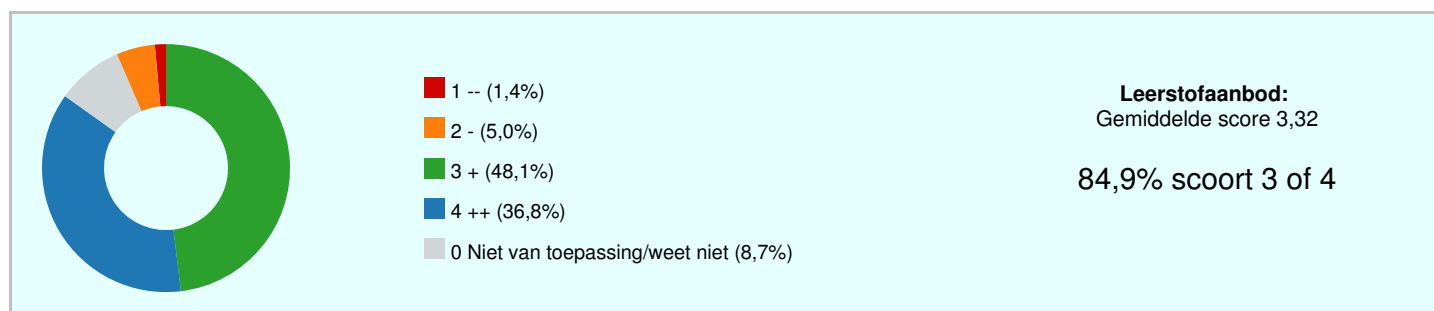 1 -- (1,4%)
2 - (5,0%)
3 + (48,1%)
4 ++ (36,8%)
0 Niet van toepassing/weet niet (8,7%)
Leerstofaanbod:
Gemiddelde score 3,32
84,9% scoort 3 of 4